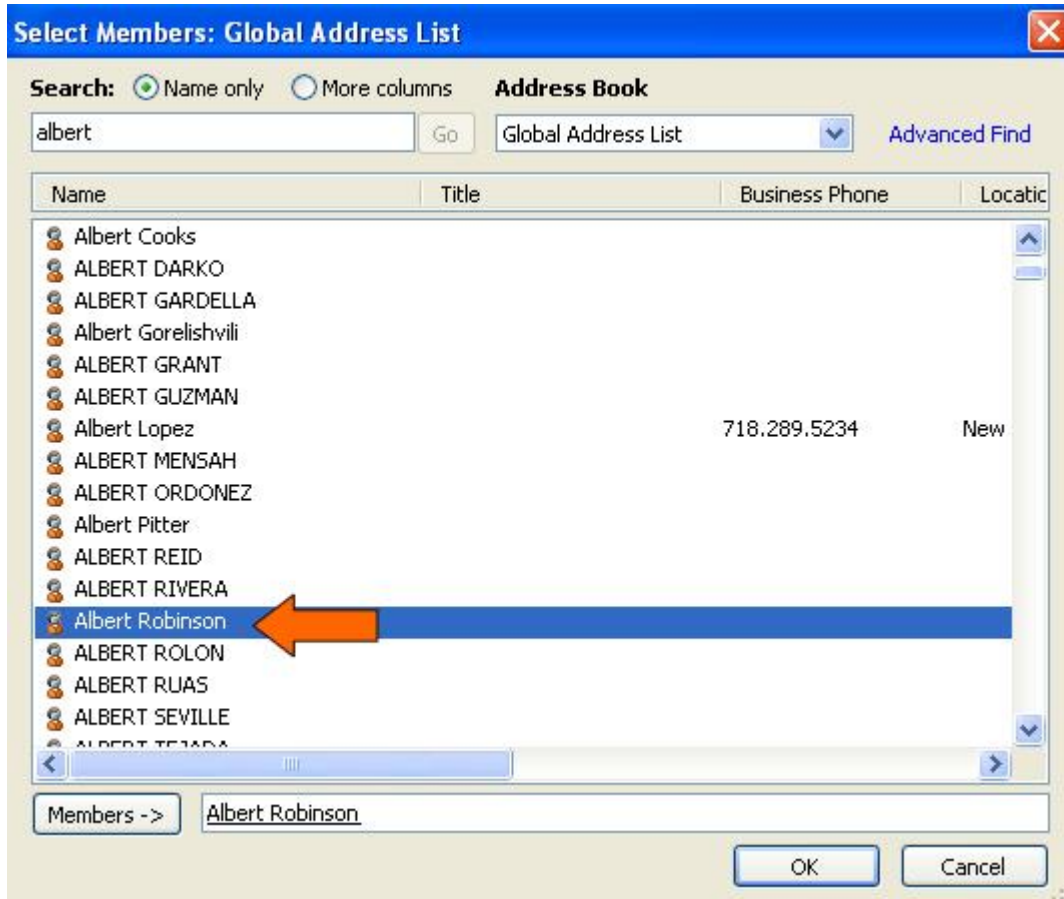 Select Members: Global Address List
Search: Name only More columns Address Book
albert Go Global Address List Advanced Find
Name Title Business Phone Locatic
Albert Cooks
ALBERT DARKO
ALBERT GARDELLA
Albert Gorelishvili
ALBERT GRANT
ALBERT GUZMAN
Albert Lopez 718.289.5234 New
ALBERT MENSAH
ALBERT ORDONEZ
Albert Pitter
ALBERT REID
ALBERT RIVERA
Albert Robinson
ALBERT ROLON
ALBERT RUAS
ALBERT SEVILLE
ALBERT TEJADA
Members -> Albert Robinson
OK Cancel